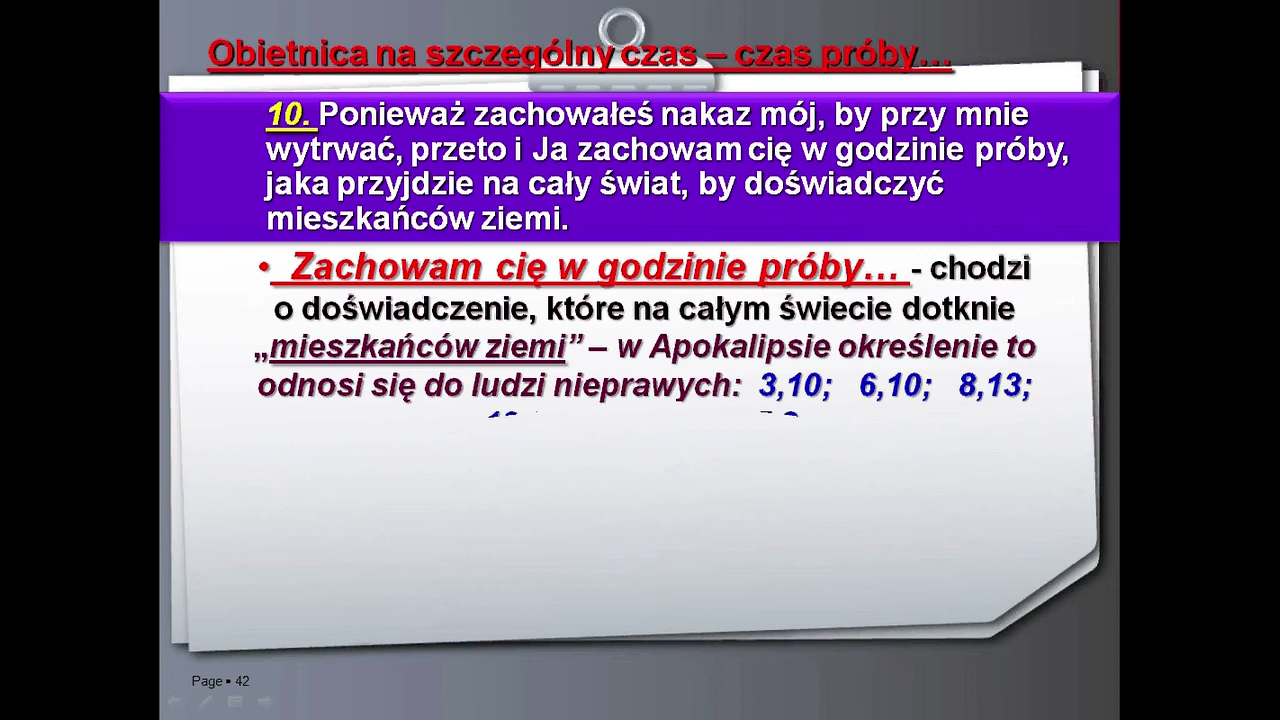 Obietnica na szczególny czas – czas próby…
10. Ponieważ zachowałeś nakaz mój, by przy mnie
wytrwać, przeto i Ja zachowam cię w godzinie próby,
jaka przyjdzie na cały świat, by doświadczyć
mieszkańców ziemi.
• Zachowam cię w godzinie próby… - chodzi
o doświadczenie, które na całym świecie dotknie
„mieszkańców ziemi” – w Apokalipsie określenie to
odnosi się do ludzi nieprawych: 3,10; 6,10; 8,13;
Page ▪ 42